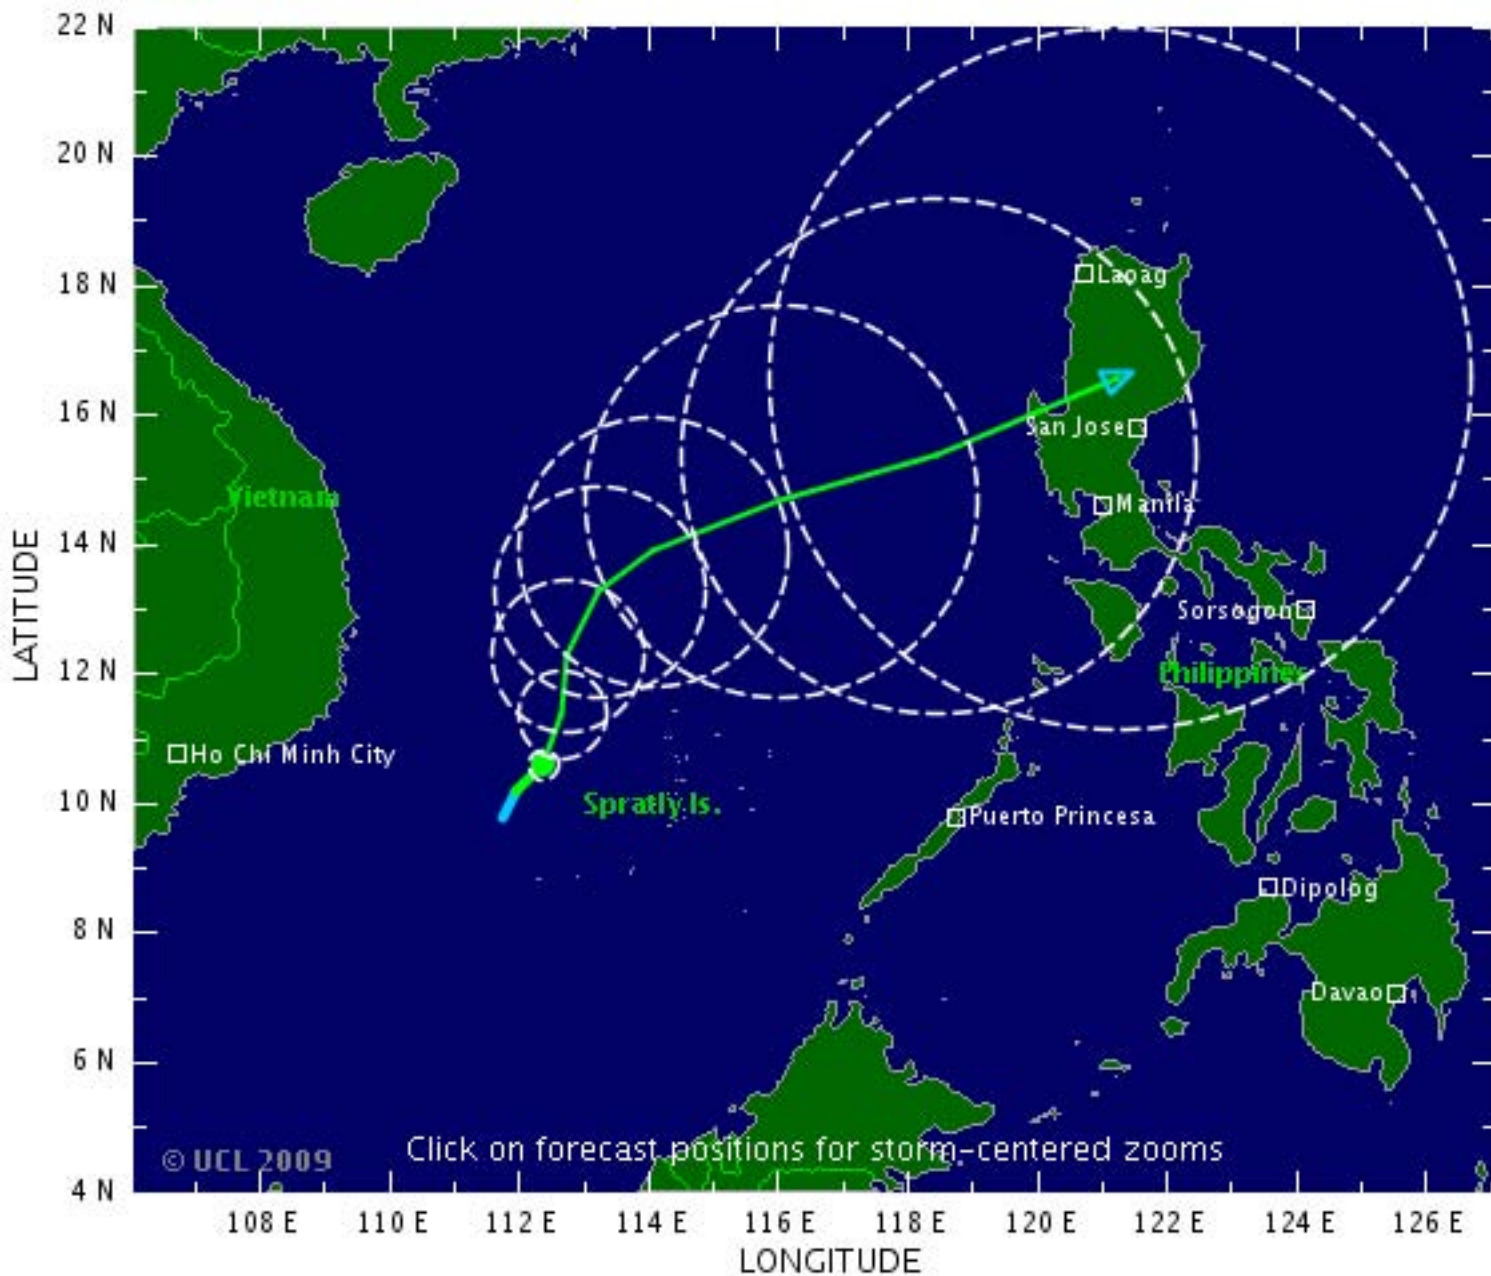 22 N
20 N
18 N
16 N
14 N
12 N
10 N
8 N
6 N
4 N
LATITUDE
Laoag
San Jose
Vietnam
Manila
Sorsogon
Philippines
Ho Chi Minh City
Spratly Is.
Puerto Princesa
Dipolog
Davao
Click on forecast positions for storm-centered zooms
© UCL 2009
108 E 110 E 112 E 114 E 116 E 118 E 120 E 122 E 124 E 126 E
LONGITUDE